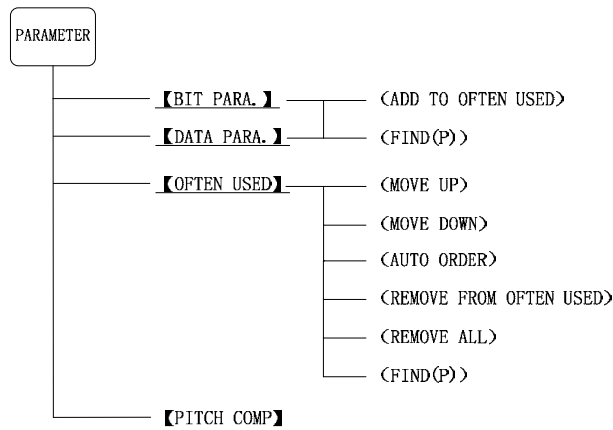 PARAMETER
【BIT PARA.】 (ADD TO OFTEN USED)
【DATA PARA.】 (FIND(P))
【OFTEN USED】 (MOVE UP)
(MOVE DOWN)
(AUTO ORDER)
(REMOVE FROM OFTEN USED)
(REMOVE ALL)
(FIND(P))
【PITCH COMP】